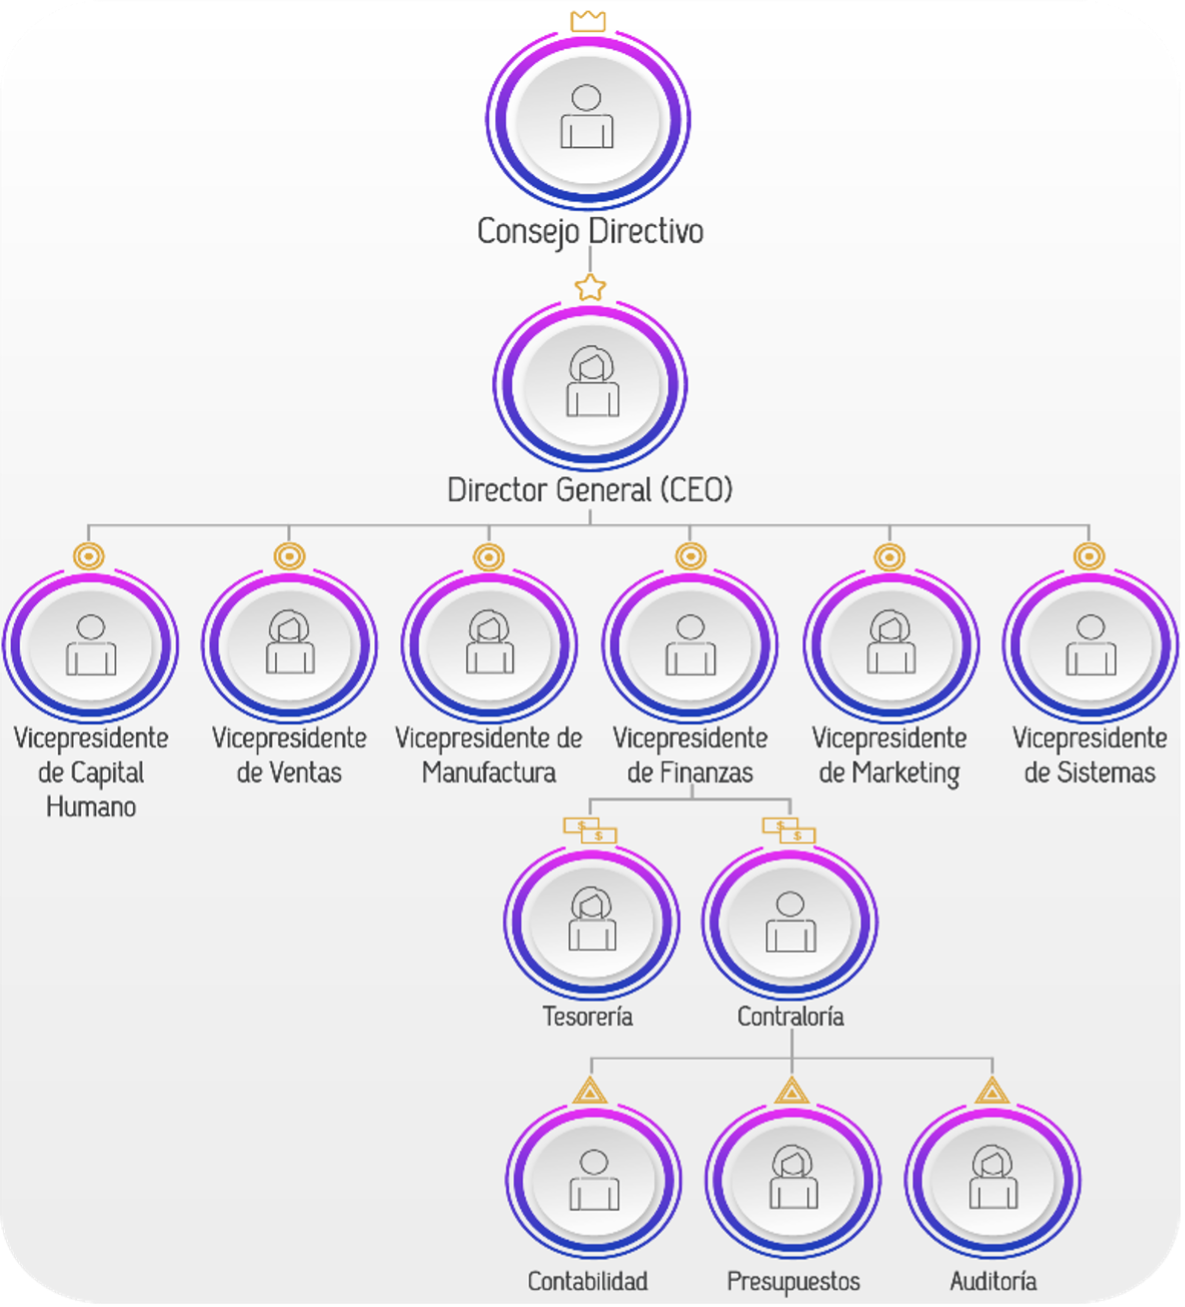 Consejo Directivo
Director General (CEO)
Vicepresidente
de Capital
Humano
Vicepresidente
de Ventas
Vicepresidente de
Manufactura
Vicepresidente
de Finanzas
Vicepresidente
de Marketing
Vicepresidente
de Sistemas
$ $
$ $
Tesorería
Contraloría
Contabilidad
Presupuestos
Auditoría